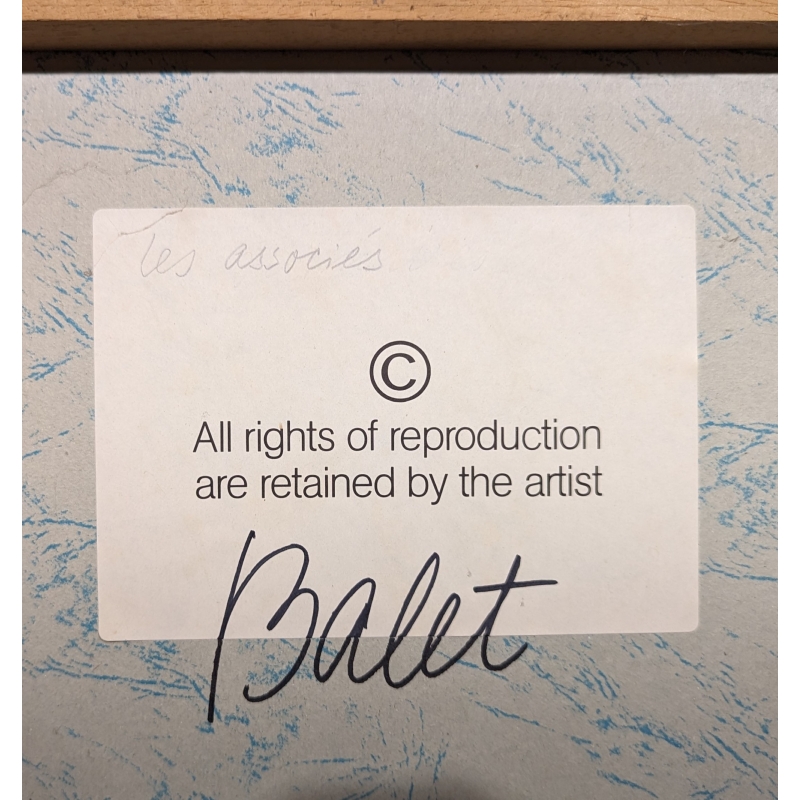 Les associés
©
All rights of reproduction
are retained by the artist
Balet